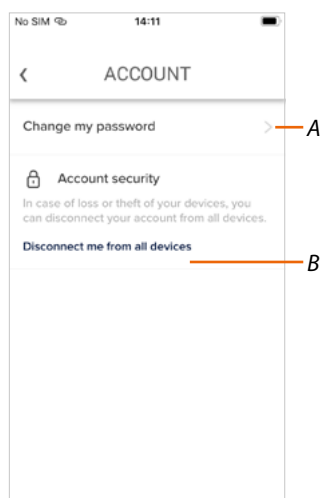 No SIM 14:11
ACCOUNT
Change my password
A
Account security
In case of loss or theft of your devices, you
can disconnect your account from all devices.
Disconnect me from all devices
B